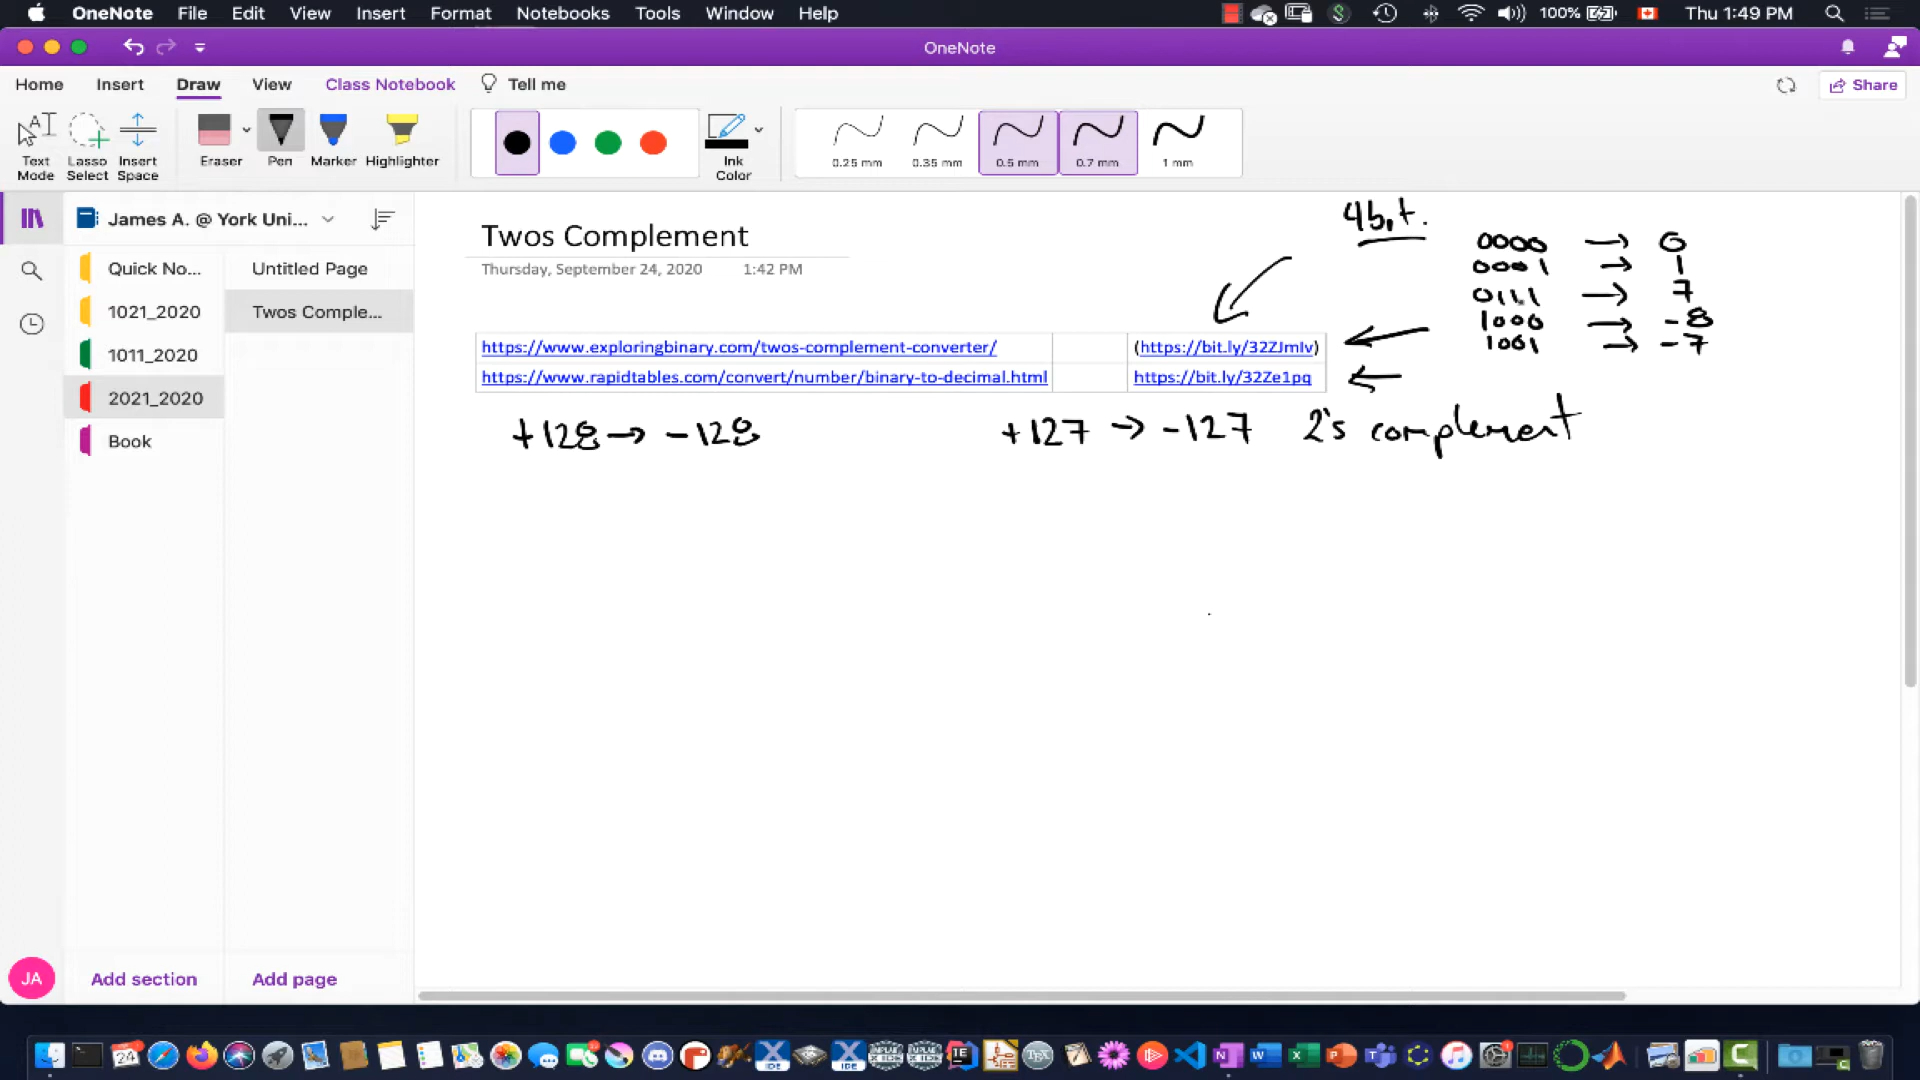 OneNote File Edit View Insert Format Notebooks Tools Window Help 100% Thu 1:49 PM
OneNote
Home Insert Draw View Class Notebook Tell me Share
Text Mode Lasso Select Insert Space Eraser Pen Marker Highlighter Ink Color 0.25 mm 0.35 mm 0.5 mm 0.7 mm 1 mm
James A. @ York Uni...
Quick No...
1021_2020
1011_2020
2021_2020
Book
Untitled Page
Twos Comple...
Twos Complement
Thursday, September 24, 2020 1:42 PM
4bit.
0000 → 0
0001 → 1
0111 → 7
1000 → -8
1001 → -7
https://www.exploringbinary.com/twos-complement-converter/ (https://bit.ly/32ZJmIv)
https://www.rapidtables.com/convert/number/binary-to-decimal.html https://bit.ly/32Ze1pq
+128 → -128 +127 → -127 2's complement
JA Add section Add page